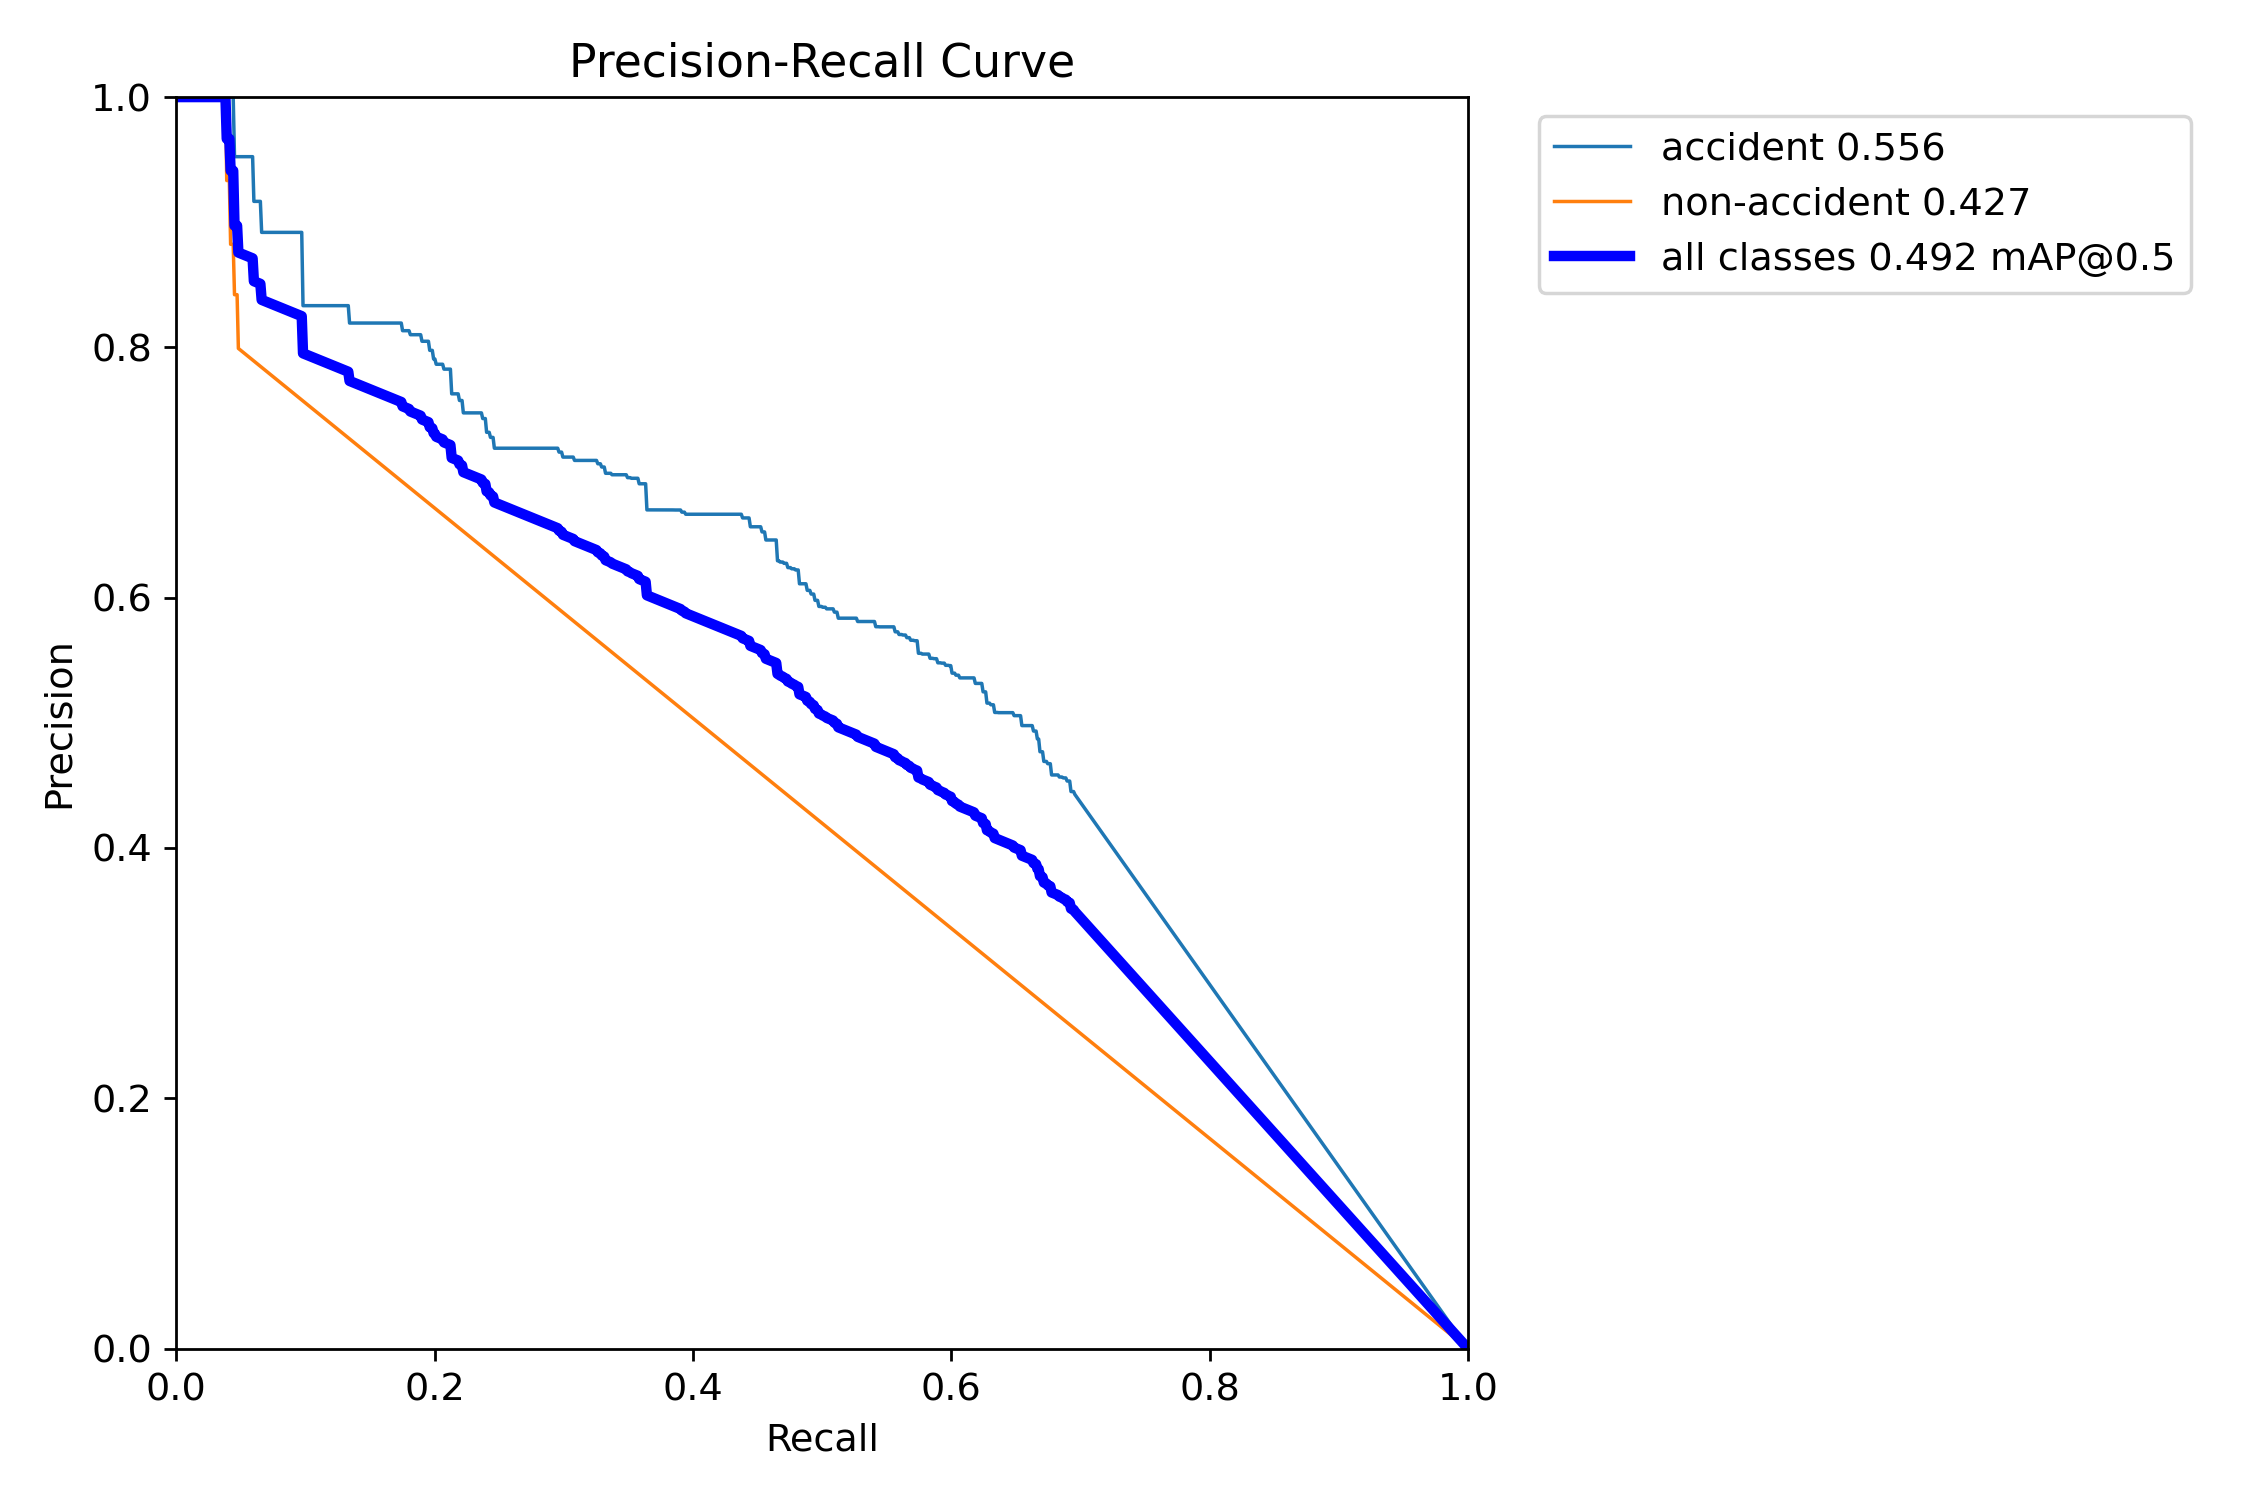 Precision-Recall Curve
1.0
0.8
0.6
0.4
0.2
0.0
Precision
0.0 0.2 0.4 0.6 0.8 1.0
Recall
accident 0.556
non-accident 0.427
all classes 0.492 mAP@0.5